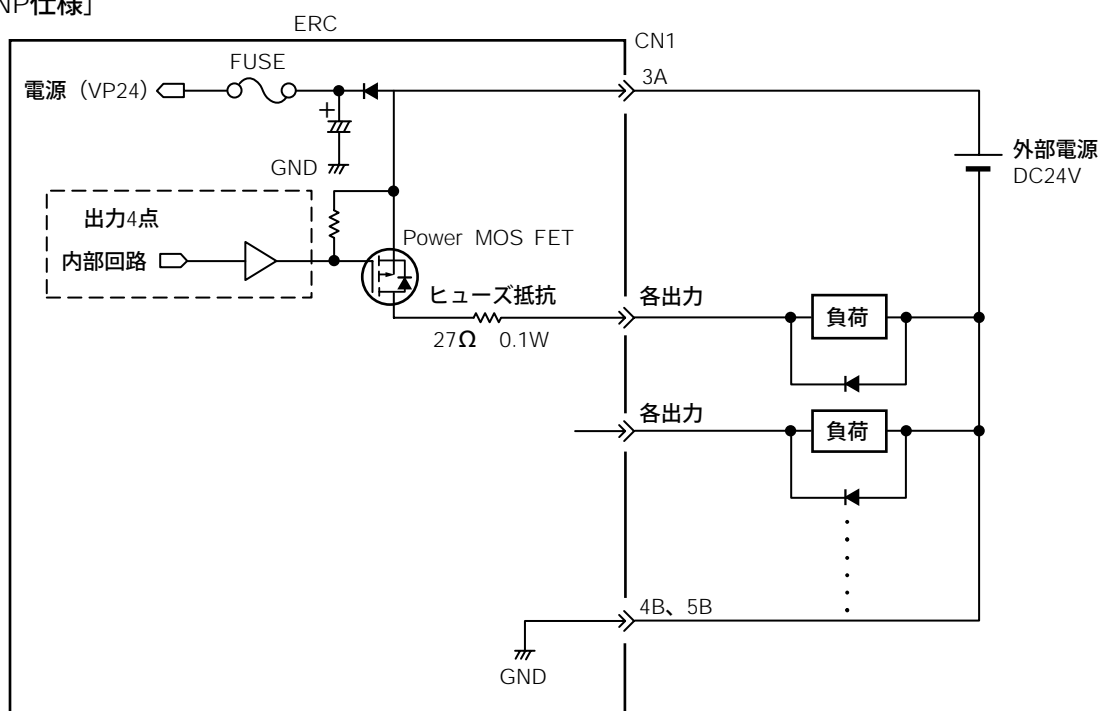 NP仕様］
ERC
CN1
FUSE
3A
電源（VP24）
+
外部電源
DC24V
GND
出力4点
内部回路
Power MOS FET
ヒューズ抵抗
27Ω 0.1W
各出力
負荷
各出力
負荷
4B、5B
GND